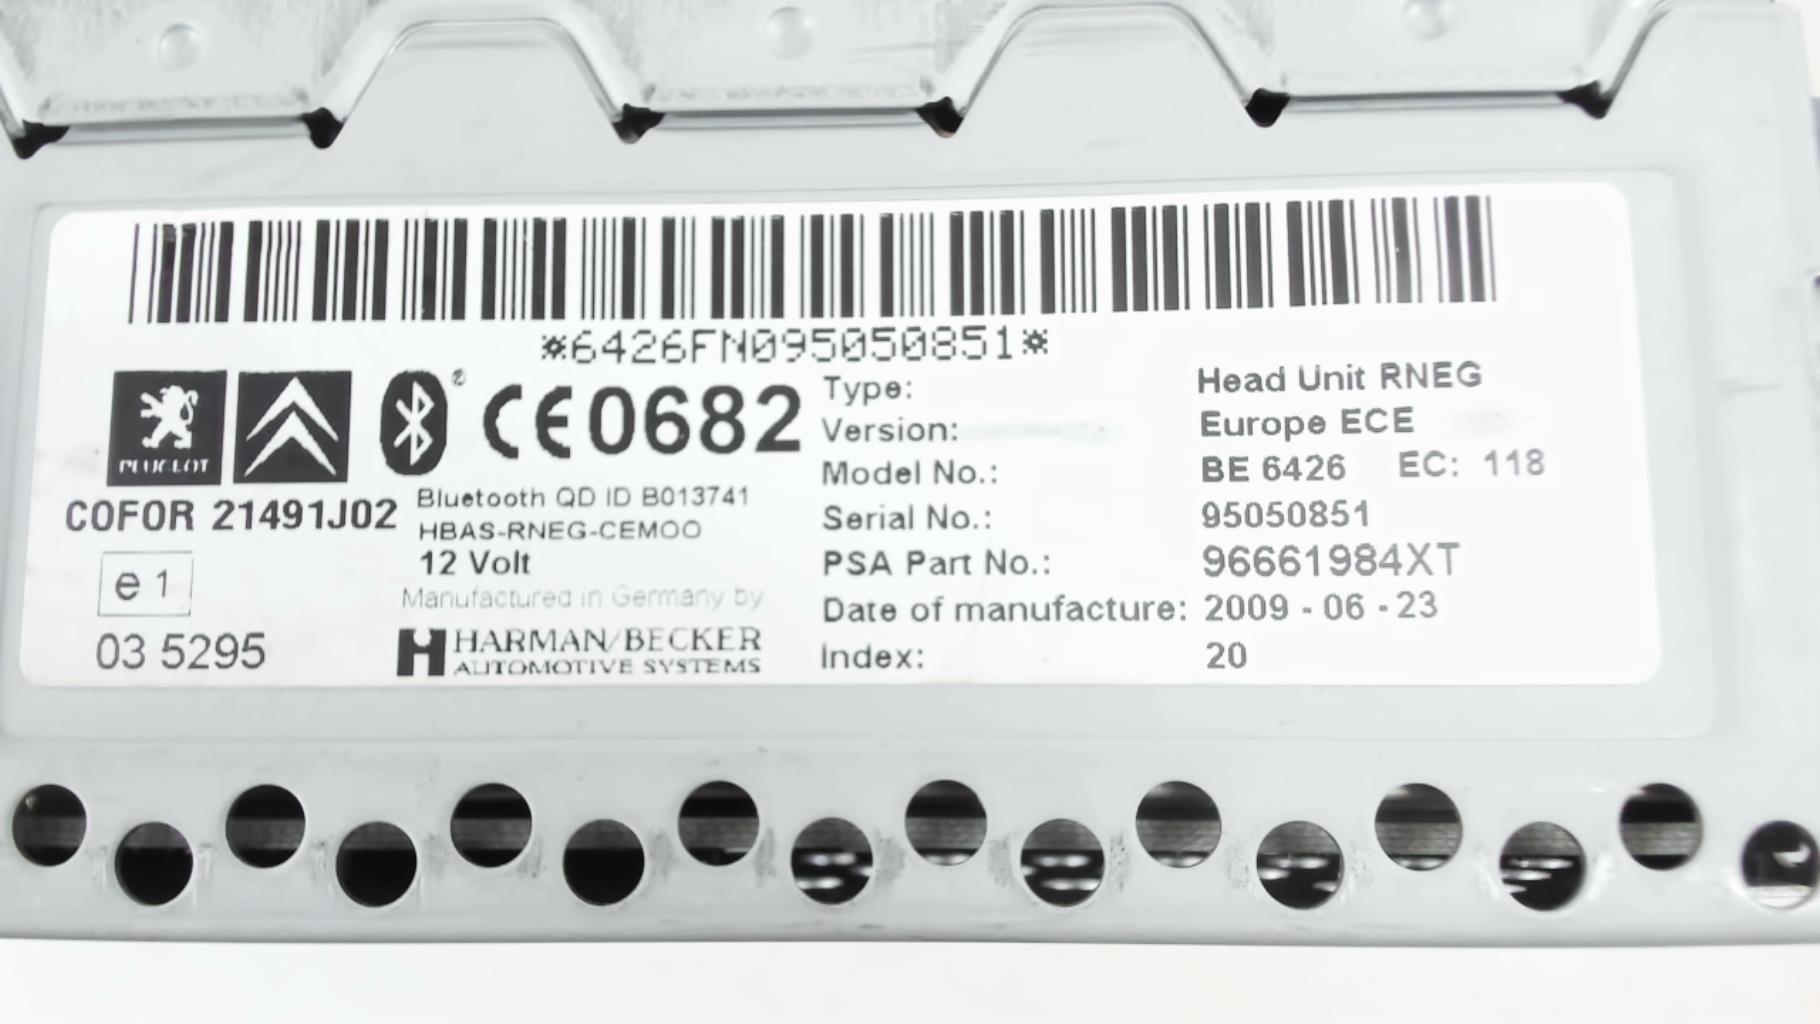 *6426FN095050851*
PEUGEOT
® CE0682
COFOR 21491J02
Bluetooth QD ID B013741
HBAS-RNEG-CEMOO
12 Volt
e 1
Manufactured in Germany by
03 5295
HARMAN/BECKER
AUTOMOTIVE SYSTEMS
Type: Head Unit RNEG
Version: Europe ECE
Model No.: BE 6426 EC: 118
Serial No.: 95050851
PSA Part No.: 96661984XT
Date of manufacture: 2009 - 06 - 23
Index: 20